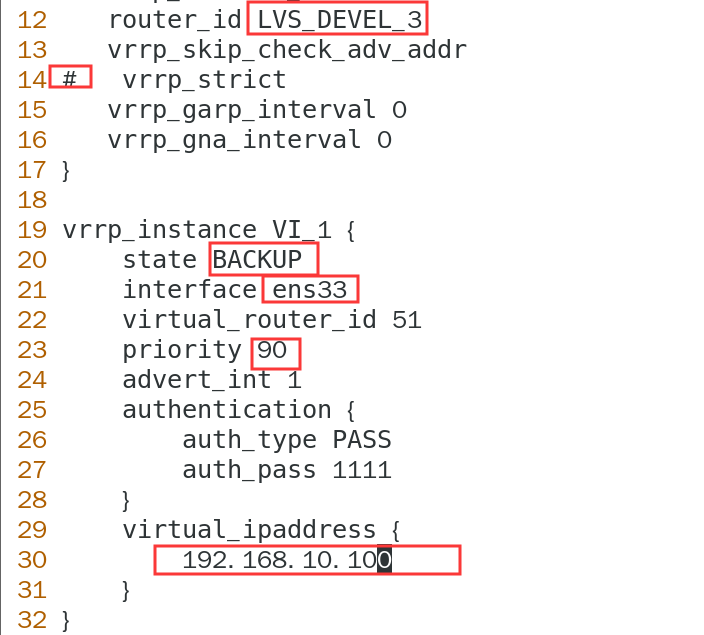 12    router_id LVS_DEVEL_3
13    vrrp_skip_check_adv_addr
14 #   vrrp_strict
15    vrrp_garp_interval 0
16    vrrp_gna_interval 0
17 }
18
19 vrrp_instance VI_1 {
20     state BACKUP
21     interface ens33
22     virtual_router_id 51
23     priority 90
24     advert_int 1
25     authentication {
26         auth_type PASS
27         auth_pass 1111
28     }
29     virtual_ipaddress {
30         192.168.10.100
31     }
32 }